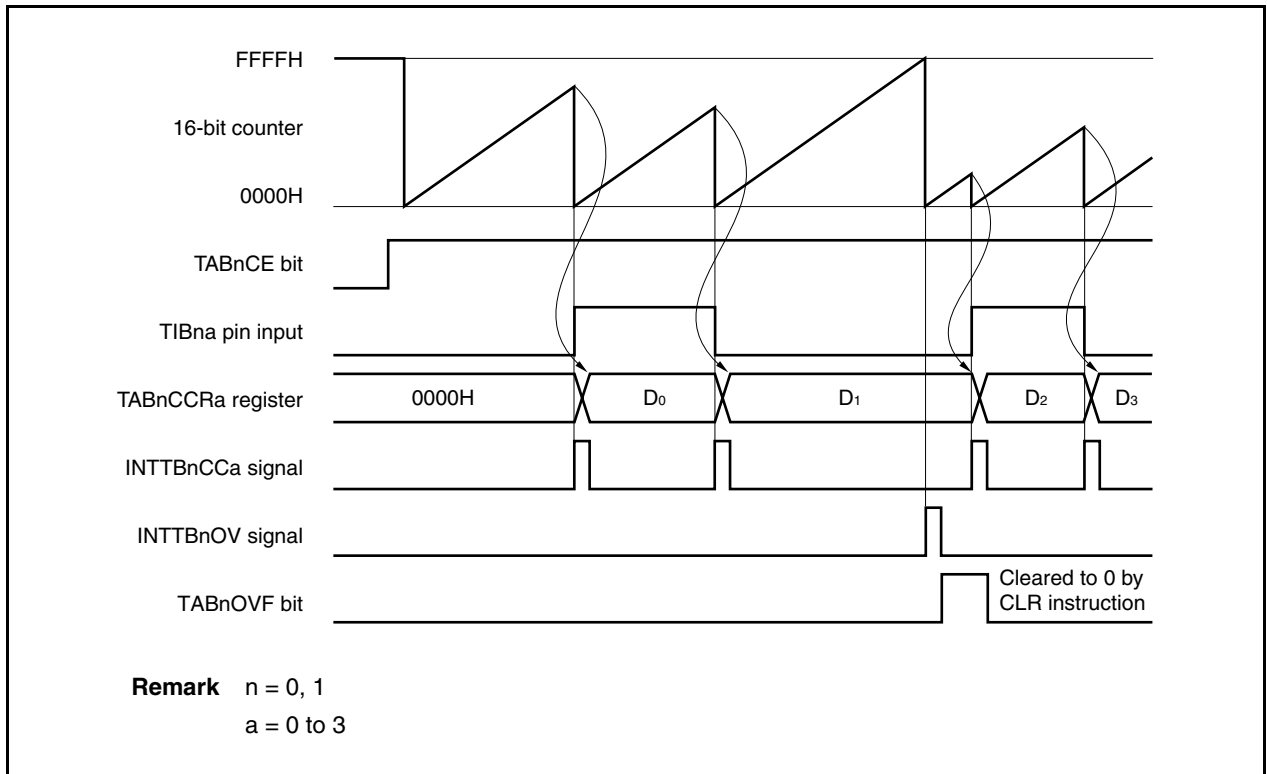 FFFFH
16-bit counter
0000H
TABnCE bit
TIBna pin input
TABnCCRa register
0000H
D0
D1
D2
D3
INTTBnCCa signal
INTTBnOV signal
TABnOVF bit
Cleared to 0 by
CLR instruction
Remark n = 0, 1
a = 0 to 3